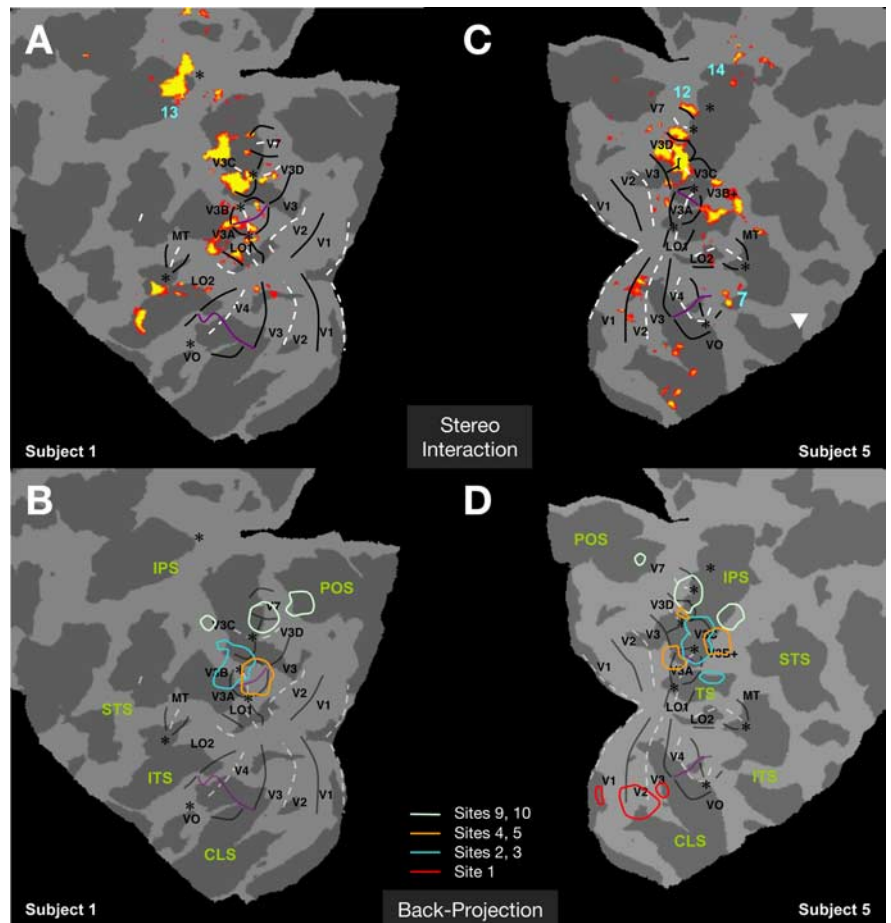 A
C
14
12
13
V7
V7
V3D
V3C
V3D
V3
V3C
V2
V3B+
V3B
V3
V1
V3A
V3A
V2
V1
MT
LO1
LO1
MT
LO2
LO2
V4
V4
7
V3
V2
V1
V1
V2
V3
VO
VO
Stereo
Interaction
Subject 1
Subject 5
B
D
IPS
POS
POS
IPS
V7
V7
V3C
V3D
V3D
V3
V3C
V2
V3B+
V3B
V3
V1
V3A
STS
V3A
V2
V1
TS
MT
STS
LO1
LO1
MT
LO2
LO2
ITS
V4
V4
ITS
V3
V2
V1
V1
V2
V3
VO
VO
CLS
CLS
Sites 9, 10
Sites 4, 5
Sites 2, 3
Site 1
Subject 1
Back-Projection
Subject 5